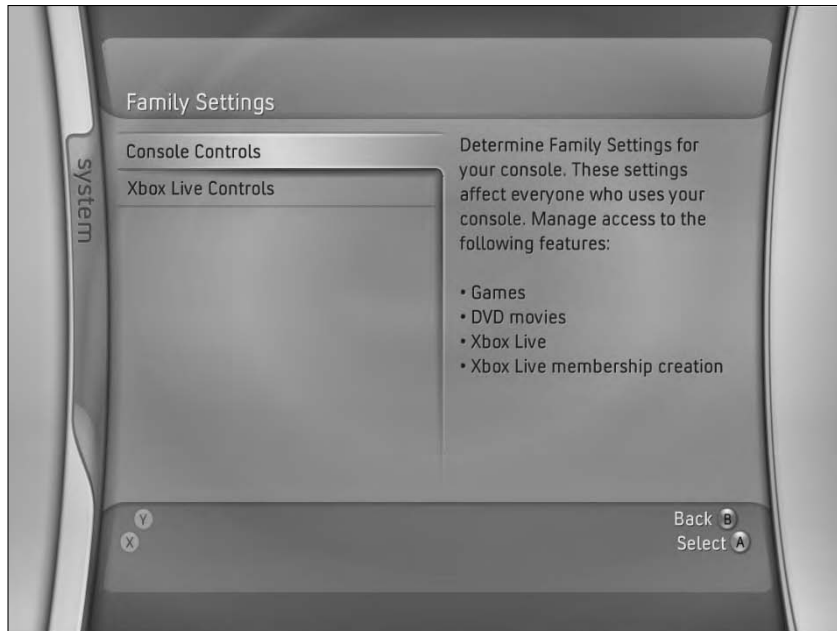 Family Settings
system
Console Controls
Xbox Live Controls
Determine Family Settings for
your console. These settings
affect everyone who uses your
console. Manage access to the
following features:
• Games
• DVD movies
• Xbox Live
• Xbox Live membership creation
Y
X
Back B
Select A